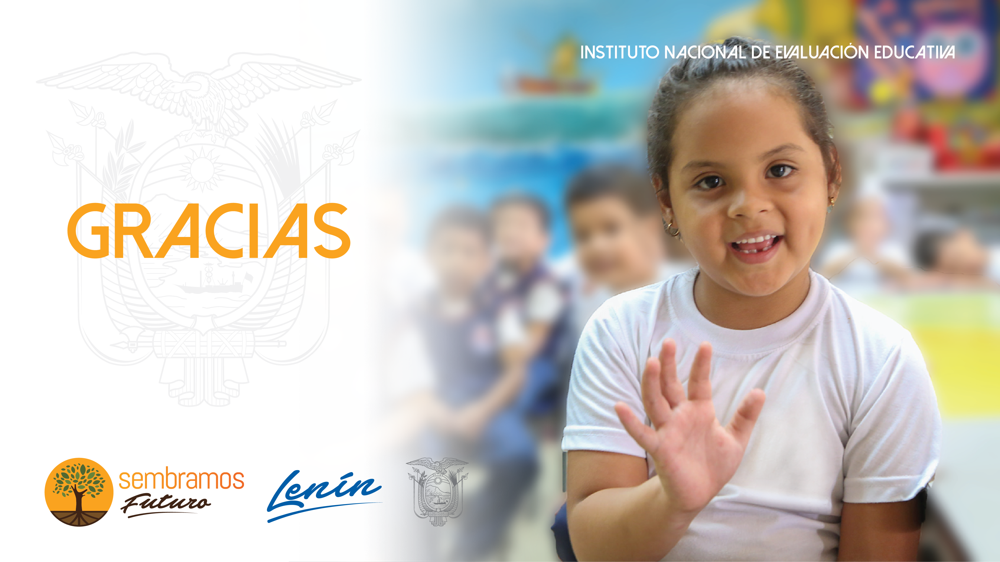 INSTITUTO NACIONAL DE EVALUACIÓN EDUCATIVA
GRACIAS
sembramos
Futuro
Lenín